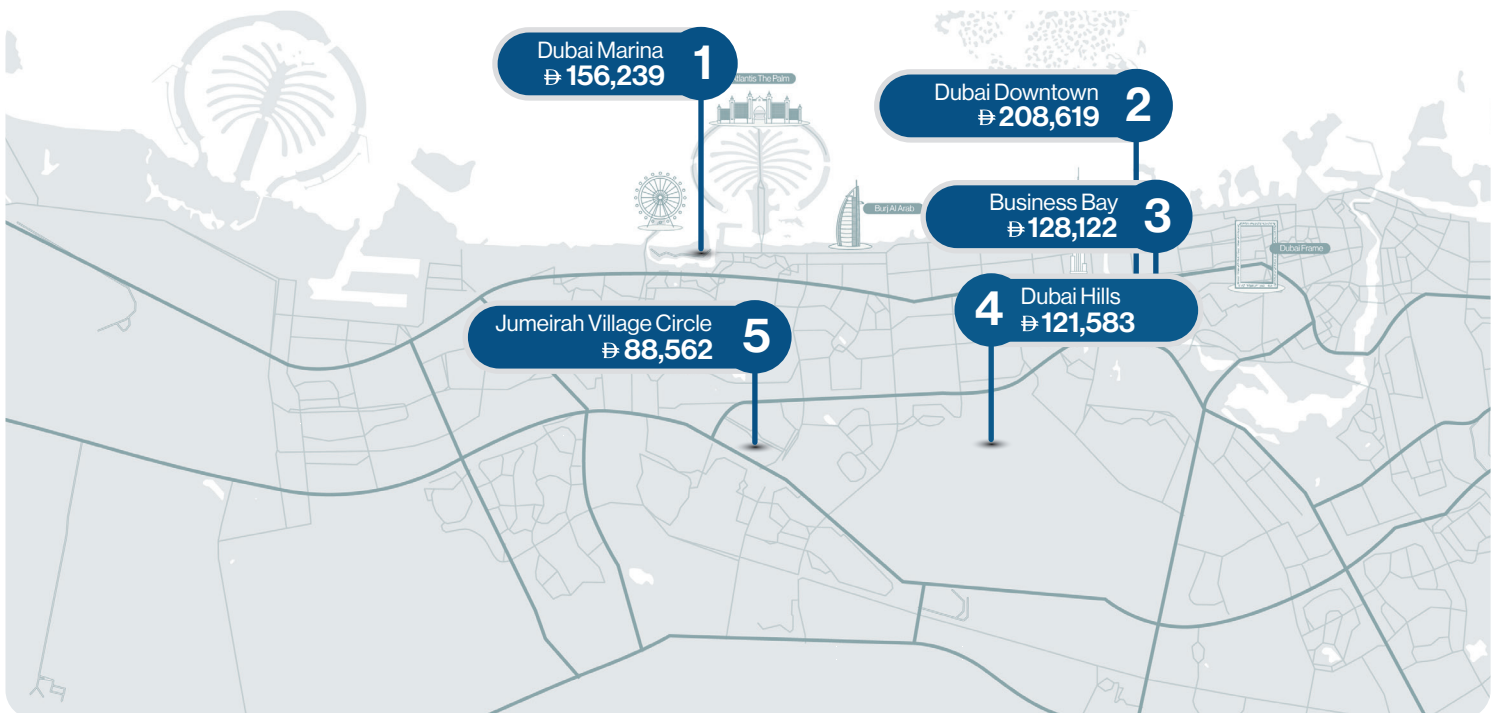 Dubai Marina
1
156,239
Atlantis The Palm
Dubai Downtown
2
208,619
Burj Al Arab
Business Bay
3
128,122
Dubai Frame
4
Dubai Hills
121,583
Jumeirah Village Circle
5
88,562